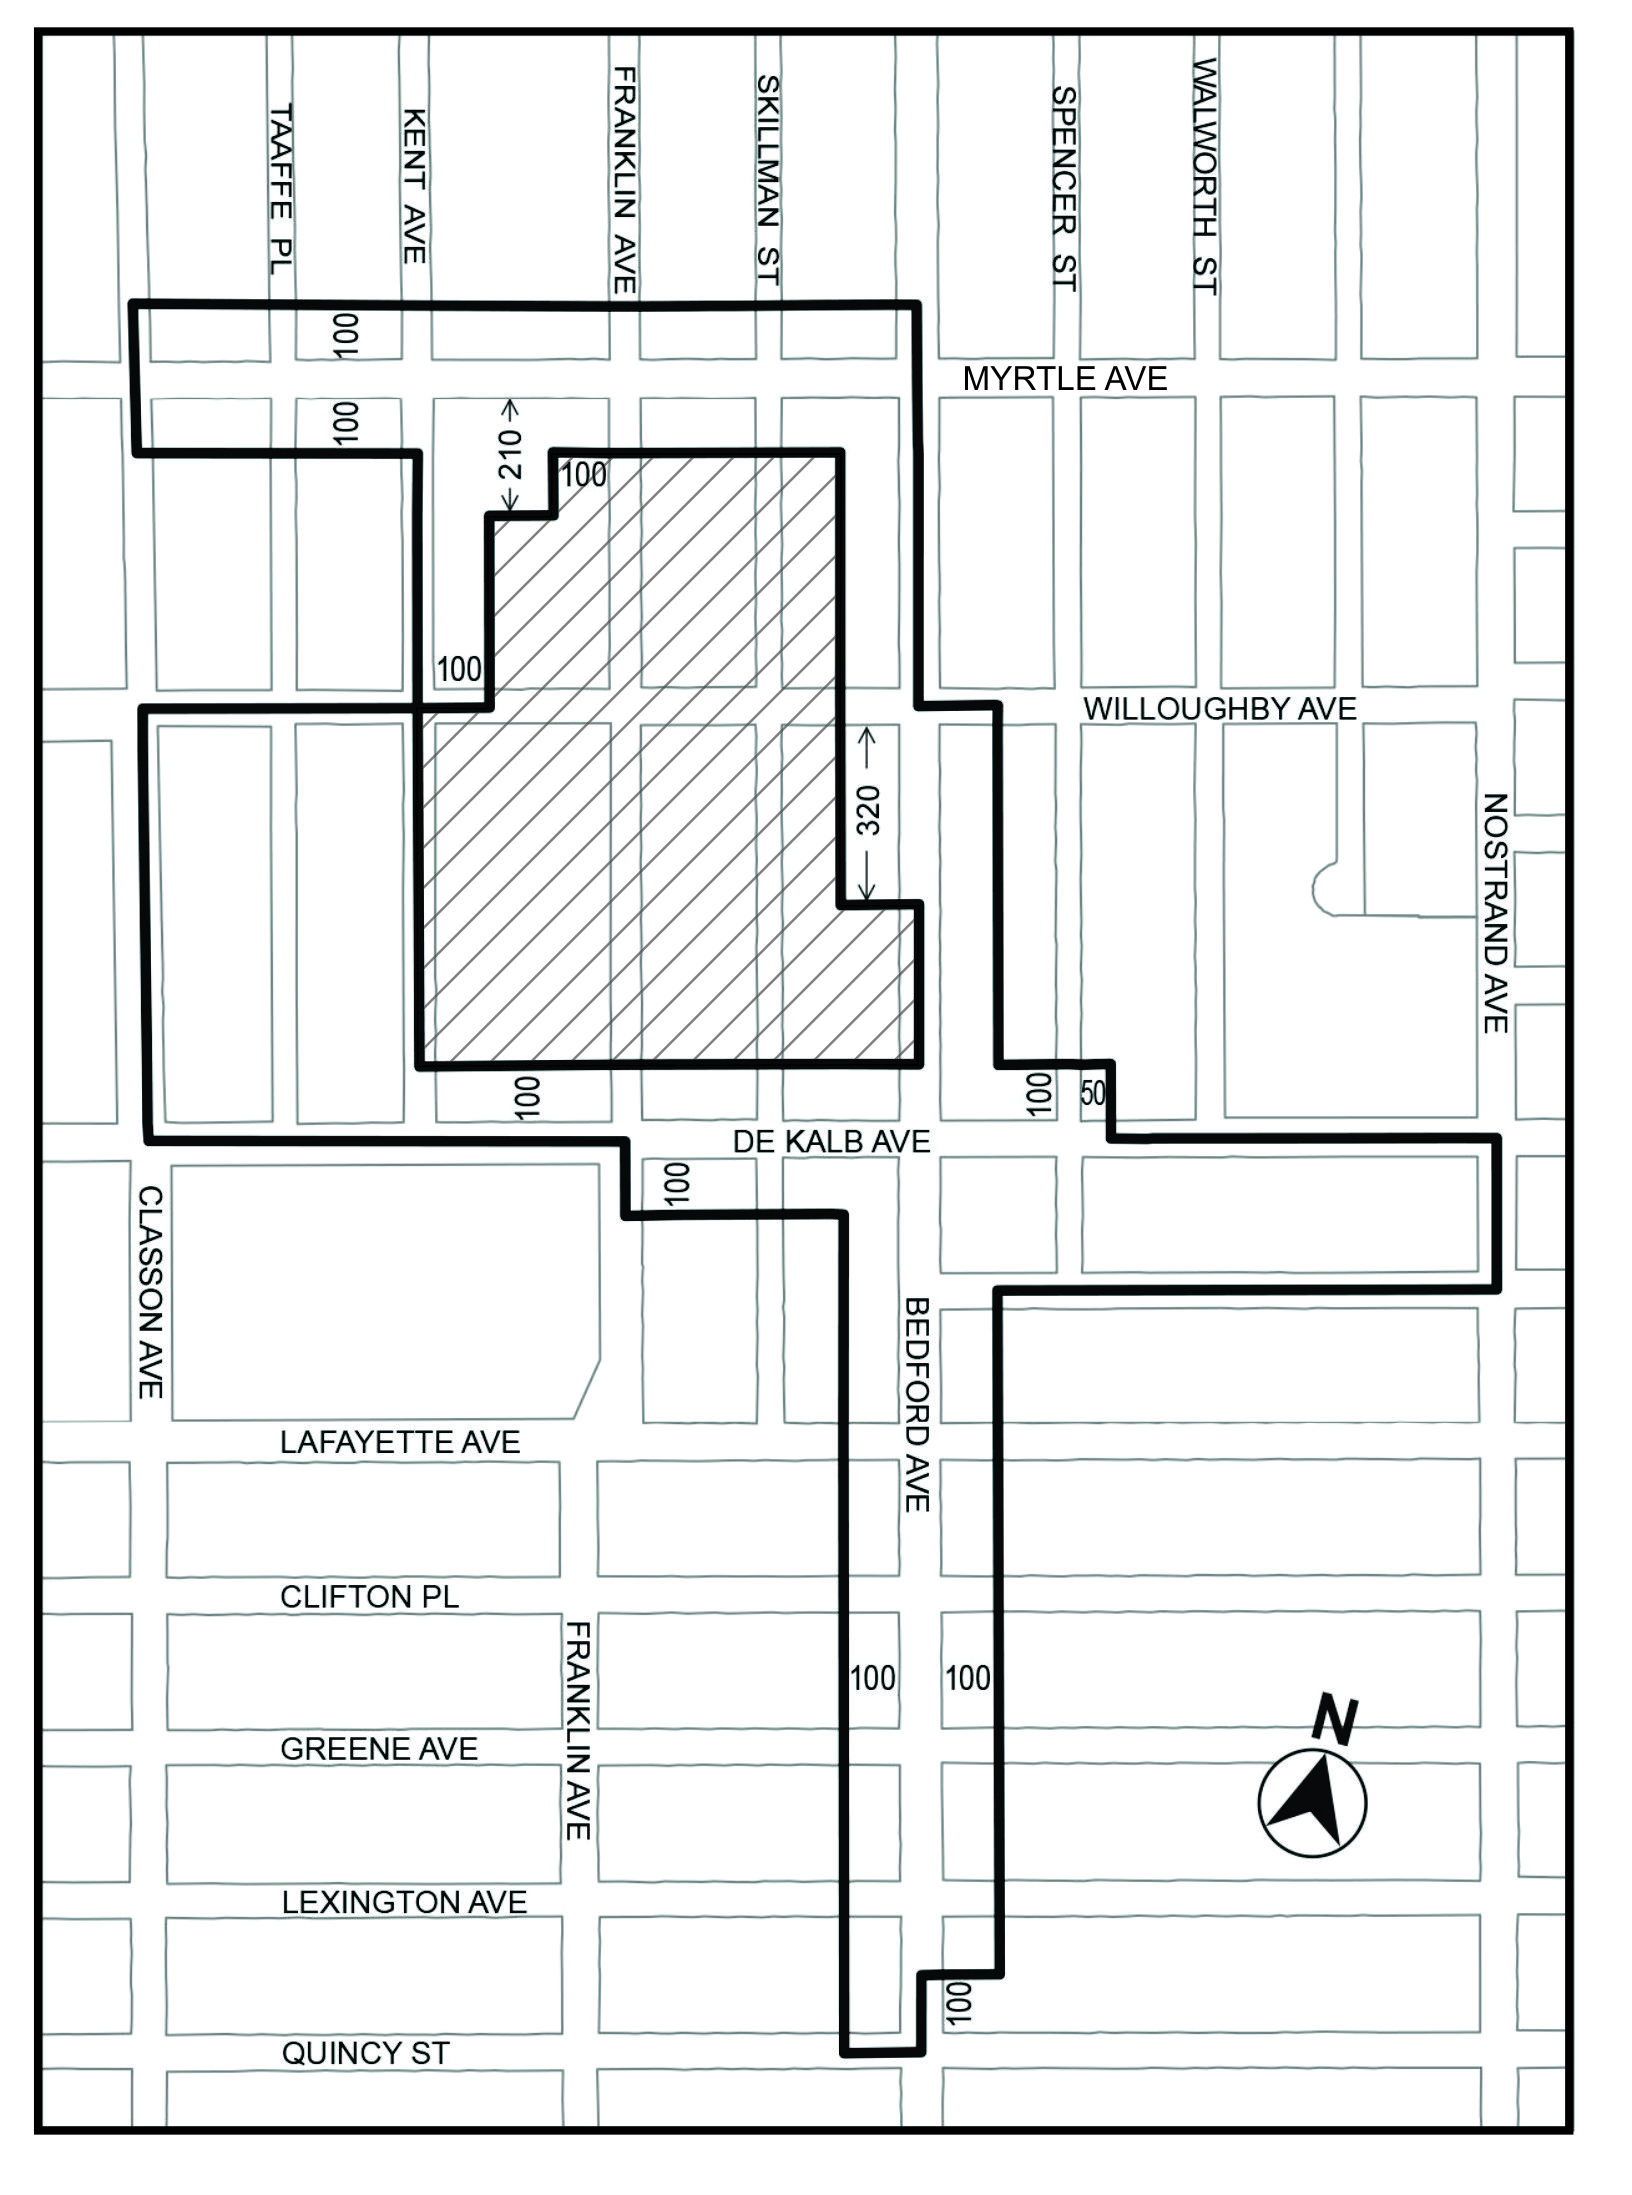 TAAFFE PL
KENT AVE
FRANKLIN AVE
SKILLMAN ST
SPENCER ST
WALWORTH ST
100
MYRTLE AVE
100
210
100
100
WILLOUGHBY AVE
320
NOSTRAND AVE
100
100
50
DE KALB AVE
100
CLASSON AVE
BEDFORD AVE
LAFAYETTE AVE
CLIFTON PL
FRANKLIN AVE
100
100
N
GREENE AVE
LEXINGTON AVE
100
QUINCY ST